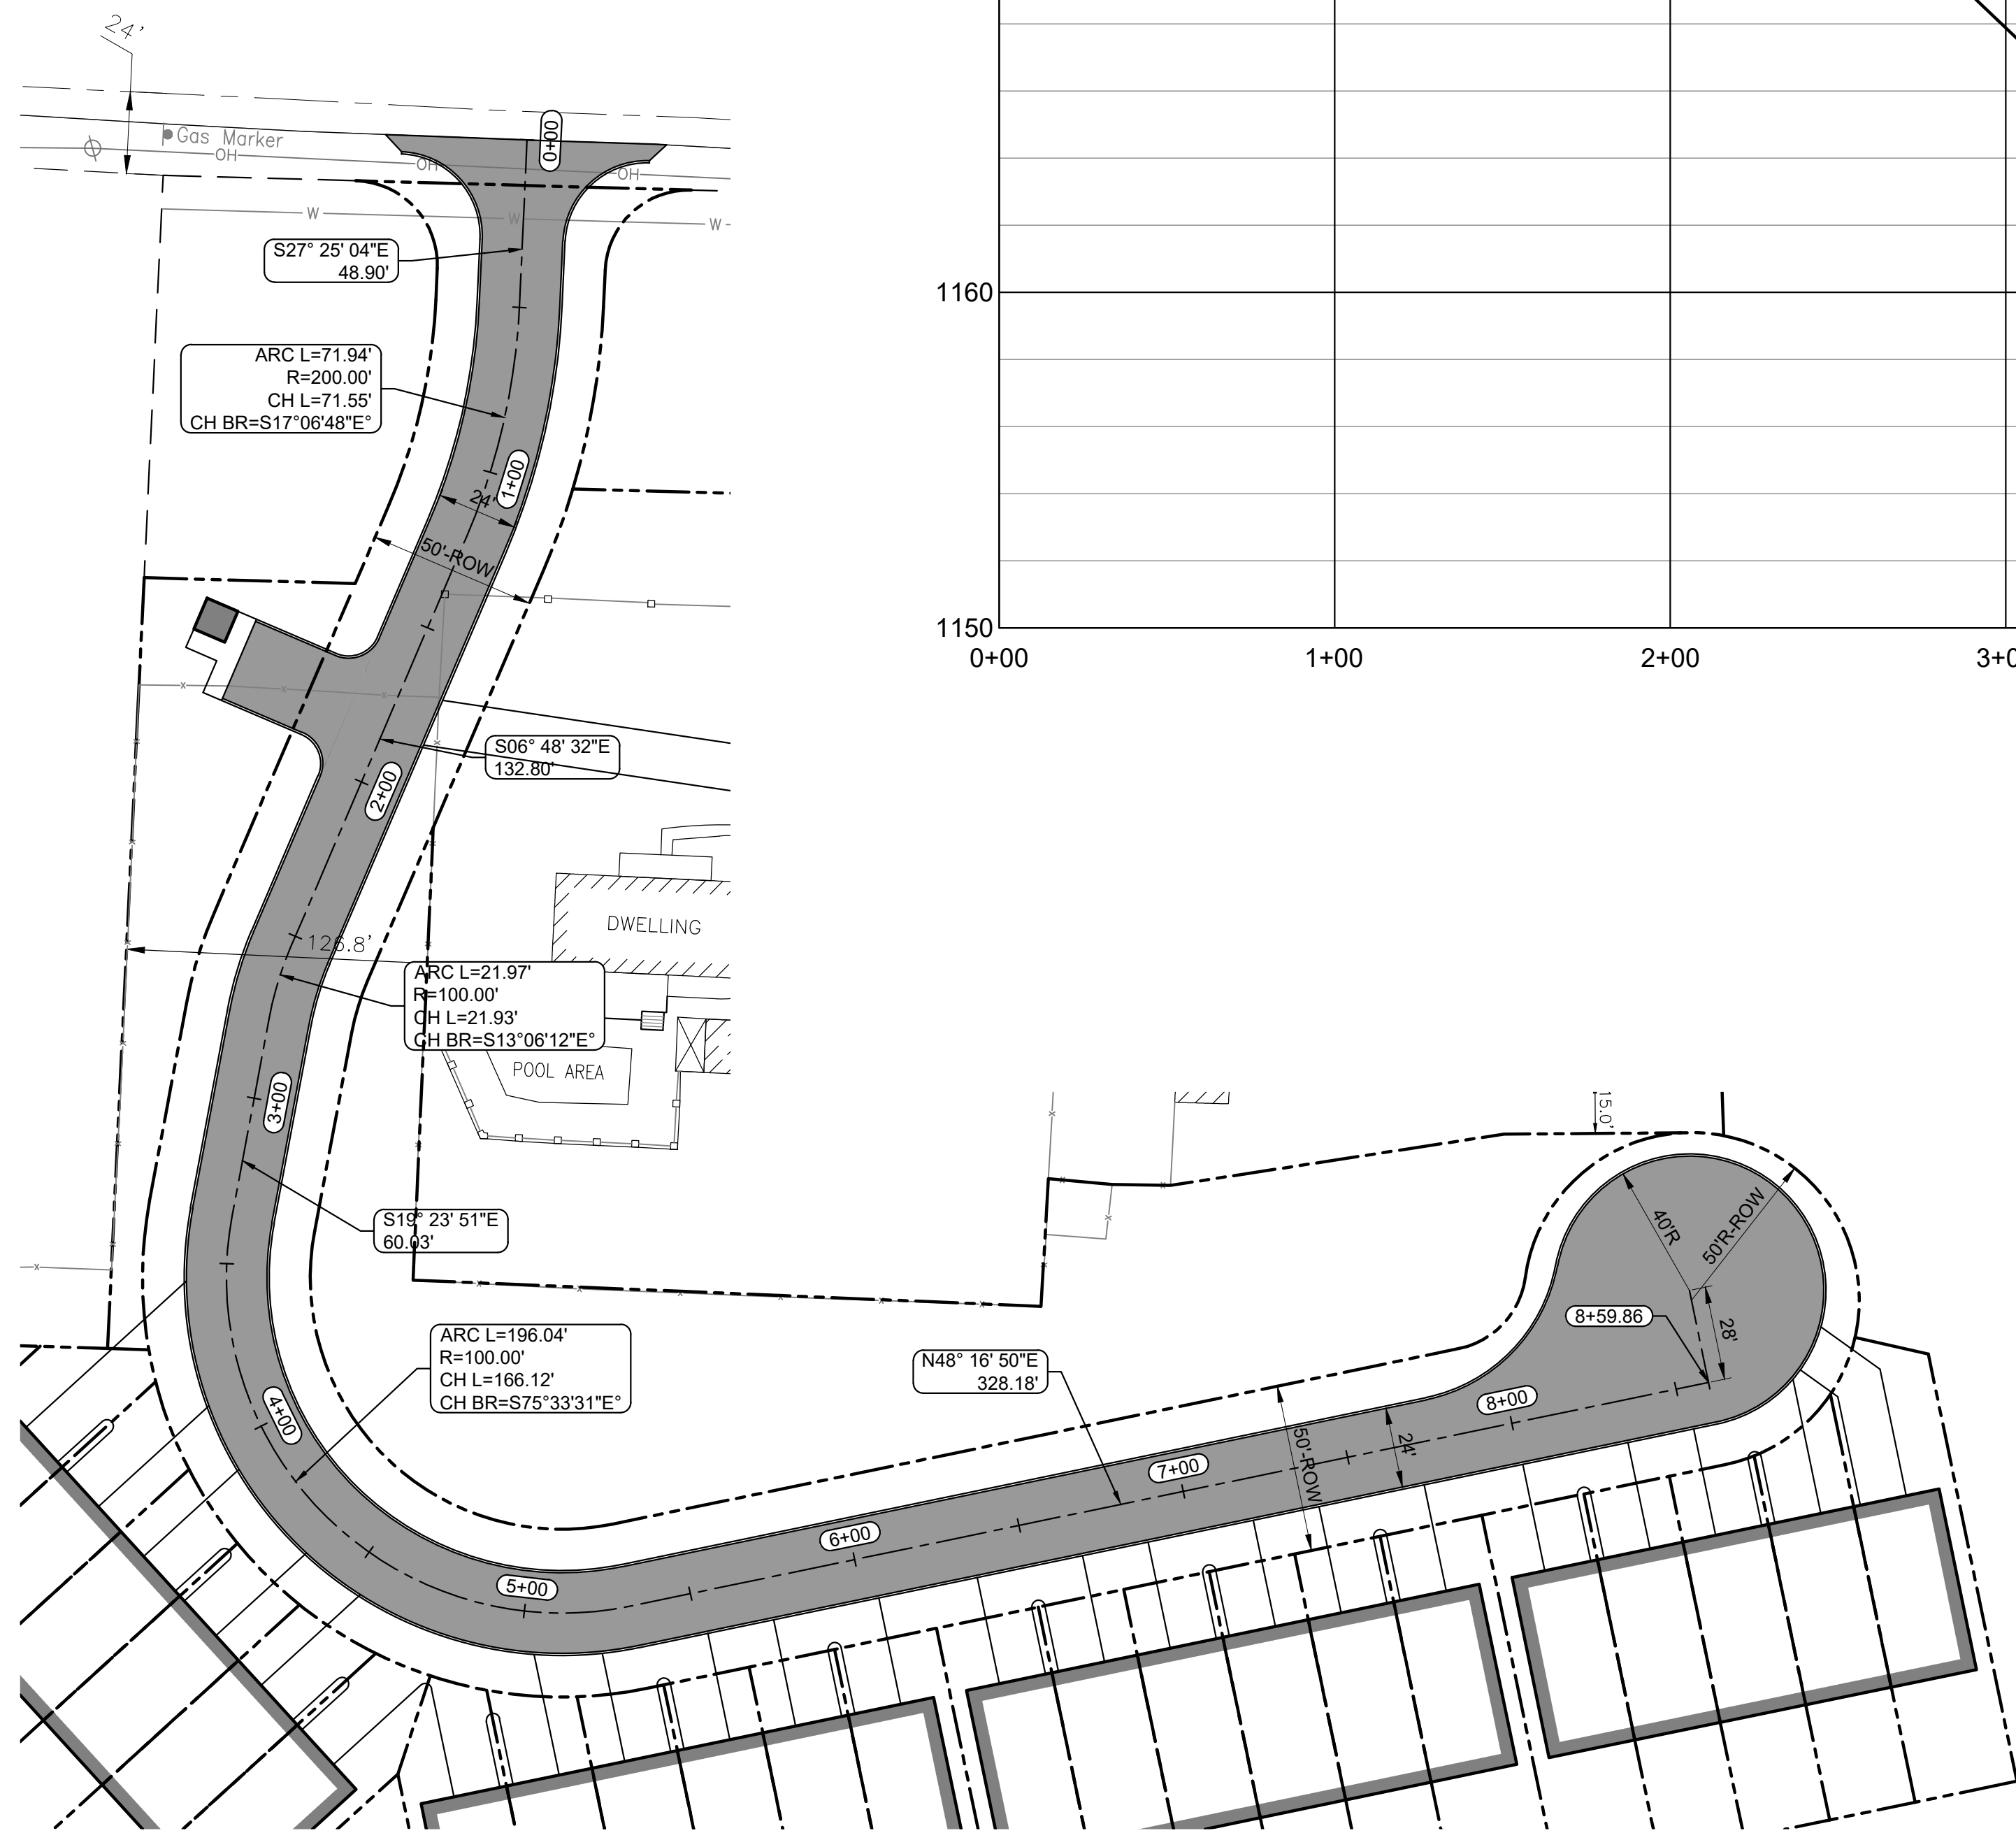 24'
0+00
Gas Marker
OH
OH
OH
W
W
W
S27° 25' 04"E
48.90'
ARC L=71.94'
R=200.00'
CH L=71.55'
CH BR=S17°06'48"E°
1+00
24'
50'-ROW
1160
1150
0+00
1+00
2+00
3+0
S06° 48' 32"E
132.80'
2+00
DWELLING
126.8'
ARC L=21.97'
R=100.00'
CH L=21.93'
CH BR=S13°06'12"E°
POOL AREA
3+00
15.0'
S19° 23' 51"E
60.03'
40'R
50'R-ROW
8+59.86
28'
ARC L=196.04'
R=100.00'
CH L=166.12'
CH BR=S75°33'31"E°
N48° 16' 50"E
328.18'
4+00
8+00
24'
50'-ROW
7+00
6+00
5+00